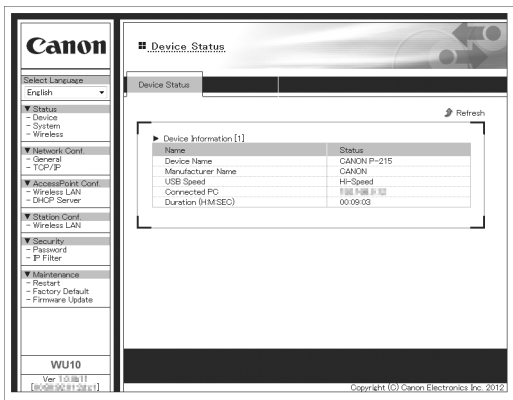 Canon
Select Language
English
▼ Status
- Device
- System
- Wireless
▼ Network Conf.
- General
- TCP/IP
▼ AccessPoint Conf.
- Wireless LAN
- DHCP Server
▼ Station Conf.
- Wireless LAN
▼ Security
- Password
- IP Filter
▼ Maintenance
- Restart
- Factory Default
- Firmware Update
WU10
Ver
Device Status
Device Status
Refresh
► Device Information [1]
Name Status
Device Name CANON P-215
Manufacturer Name CANON
USB Speed Hi-Speed
Connected PC
Duration (H:M:SEC) 00:09:03
Copyright (C) Canon Electronics Inc. 2012